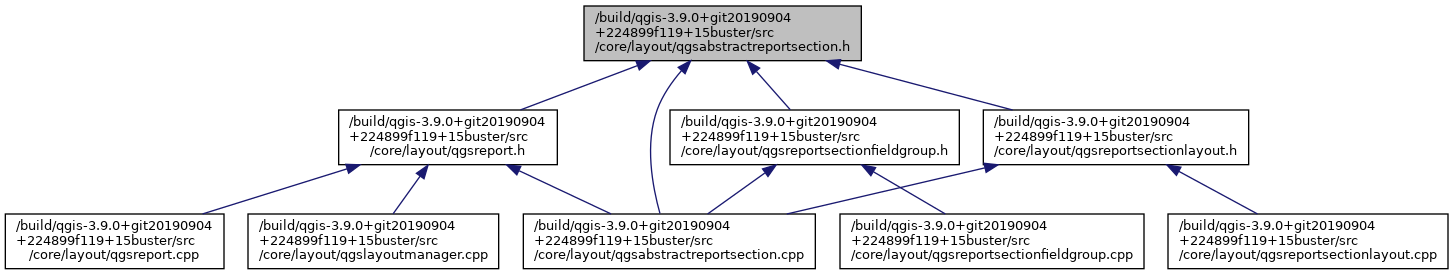 /build/qgis-3.9.0+git20190904
+224899f119+15buster/src
/core/layout/qgsabstractreportsection.h
/build/qgis-3.9.0+git20190904
+224899f119+15buster/src
/core/layout/qgsreport.h
/build/qgis-3.9.0+git20190904
+224899f119+15buster/src
/core/layout/qgsreportsectionfieldgroup.h
/build/qgis-3.9.0+git20190904
+224899f119+15buster/src
/core/layout/qgsreportsectionlayout.h
/build/qgis-3.9.0+git20190904
+224899f119+15buster/src
/core/layout/qgsreport.cpp
/build/qgis-3.9.0+git20190904
+224899f119+15buster/src
/core/layout/qgslayoutmanager.cpp
/build/qgis-3.9.0+git20190904
+224899f119+15buster/src
/core/layout/qgsabstractreportsection.cpp
/build/qgis-3.9.0+git20190904
+224899f119+15buster/src
/core/layout/qgsreportsectionfieldgroup.cpp
/build/qgis-3.9.0+git20190904
+224899f119+15buster/src
/core/layout/qgsreportsectionlayout.cpp